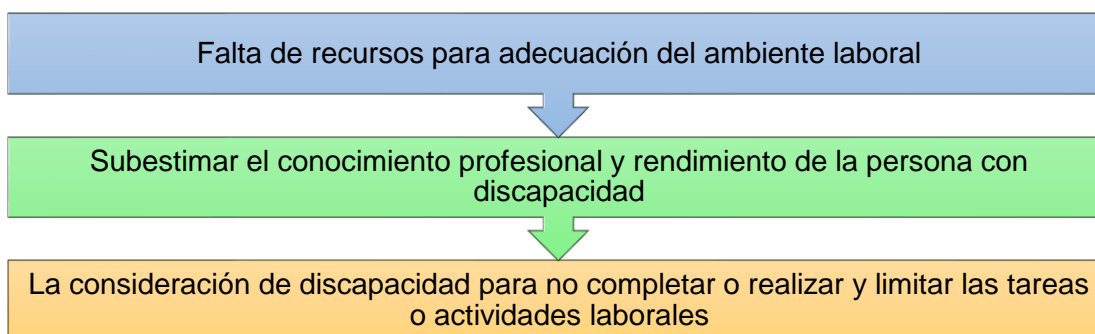 Falta de recursos para adecuación del ambiente laboral
Subestimar el conocimiento profesional y rendimiento de la persona con
discapacidad
La consideración de discapacidad para no completar o realizar y limitar las tareas
o actividades laborales